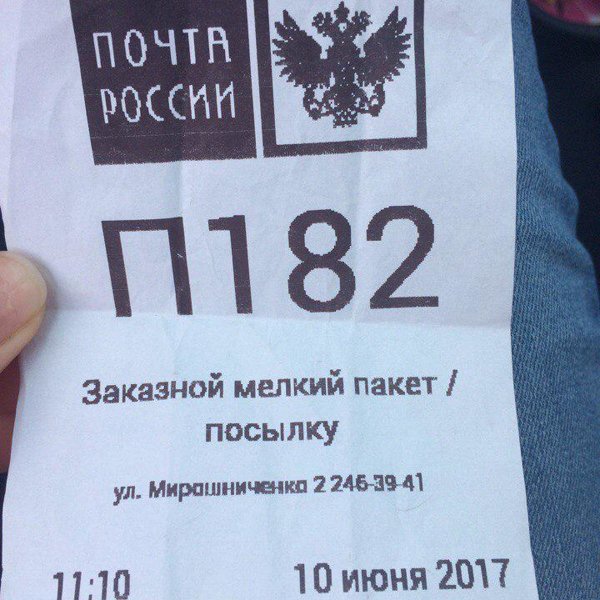 ПОЧТА
РОССИИ
П182
Заказной мелкий пакет /
посылку
ул. Мирошниченко 2 246-39-41
11:10 10 июня 2017